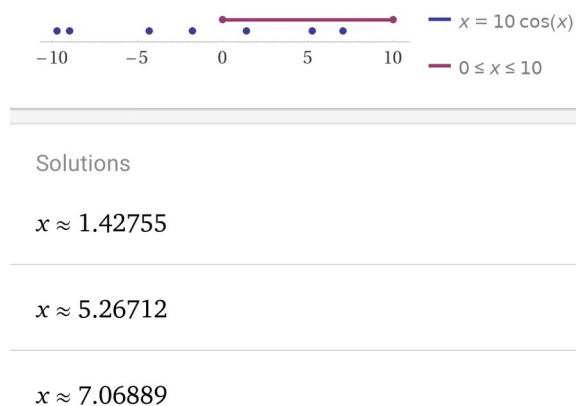 x = 10 cos(x)
−10 −5 0 5 10
0 ≤ x ≤ 10
Solutions
x ≈ 1.42755
x ≈ 5.26712
x ≈ 7.06889